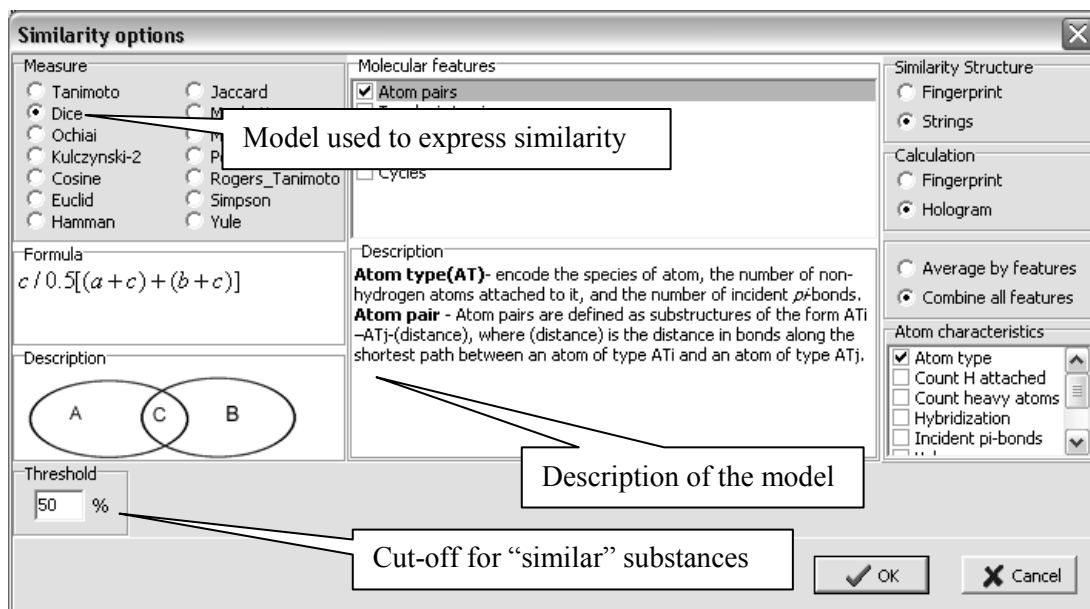 Similarity options
Measure
Tanimoto
Dice
Ochiai
Kulczynski-2
Cosine
Euclid
Hamman
Jaccard
Rogers_Tanimoto
Simpson
Yule
Model used to express similarity
Formula
c / 0.5[(a + c) + (b + c)]
Description
A
C
B
Threshold
50 %
Cut-off for “similar” substances
Molecular features
Atom pairs
Cycles
Description
Atom type(AT)- encode the species of atom, the number of non-
hydrogen atoms attached to it, and the number of incident pi-bonds.
Atom pair - Atom pairs are defined as substructures of the form ATi
–ATj-(distance), where (distance) is the distance in bonds along the
shortest path between an atom of type ATi and an atom of type ATj.
Description of the model
Similarity Structure
Fingerprint
Strings
Calculation
Fingerprint
Hologram
Average by features
Combine all features
Atom characteristics
Atom type
Count H attached
Count heavy atoms
Hybridization
Incident pi-bonds
OK
Cancel